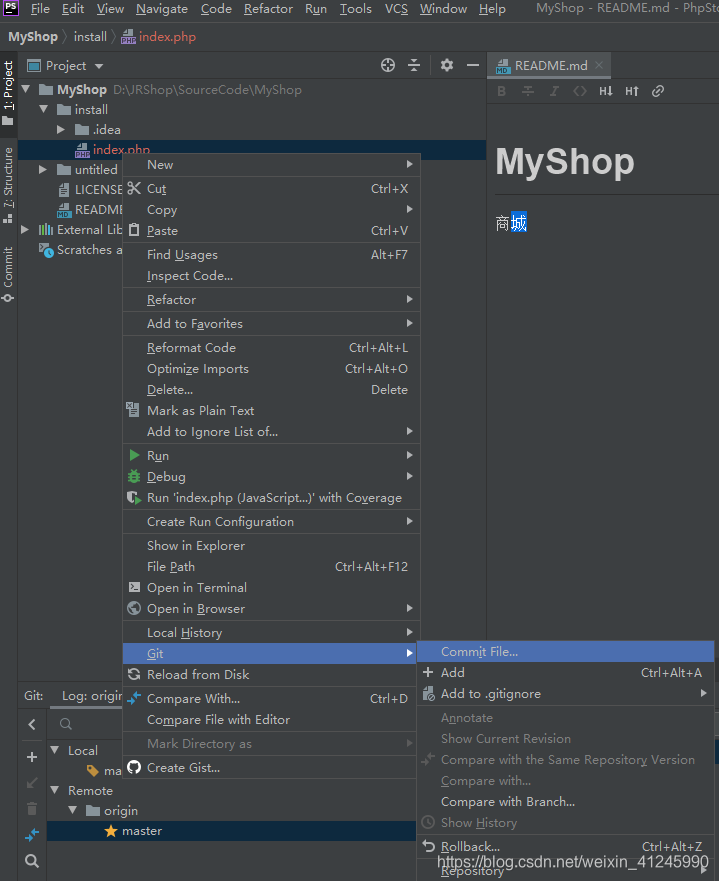 PS File Edit View Navigate Code Refactor Run Tools VCS Window Help MyShop - README.md - PhpSto
MyShop install index.php
1: Project
7: Structure
Commit
Project
MyShop D:\JRShop\SourceCode\MyShop
install
.idea
index.php
untitled
LICENSE
README
External Lib
Scratches a
README.md
B I H↓ H↑
MyShop
商城
New
Cut Ctrl+X
Copy
Paste Ctrl+V
Find Usages Alt+F7
Inspect Code...
Refactor
Add to Favorites
Reformat Code Ctrl+Alt+L
Optimize Imports Ctrl+Alt+O
Delete... Delete
Mark as Plain Text
Add to Ignore List of...
Run
Debug
Run 'index.php (JavaScript...)' with Coverage
Create Run Configuration
Show in Explorer
File Path Ctrl+Alt+F12
Open in Terminal
Open in Browser
Local History
Git
Reload from Disk
Compare With... Ctrl+D
Compare File with Editor
Mark Directory as
Create Gist...
Commit File...
Add Ctrl+Alt+A
Add to .gitignore
Annotate
Show Current Revision
Compare with the Same Repository Version
Compare with...
Compare with Branch...
Show History
Rollback... Ctrl+Alt+Z
Repository
Git: Log: origin
Local
ma
Remote
origin
master
https://blog.csdn.net/weixin_41245990